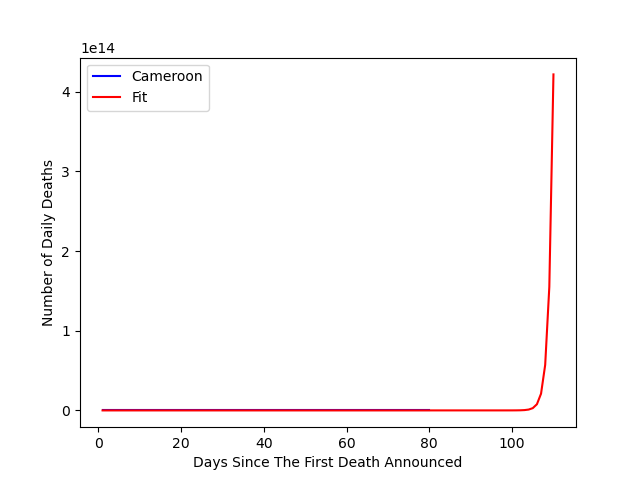 1e14
Cameroon
Fit
4
3
2
1
0
Number of Daily Deaths
0 20 40 60 80 100
Days Since The First Death Announced